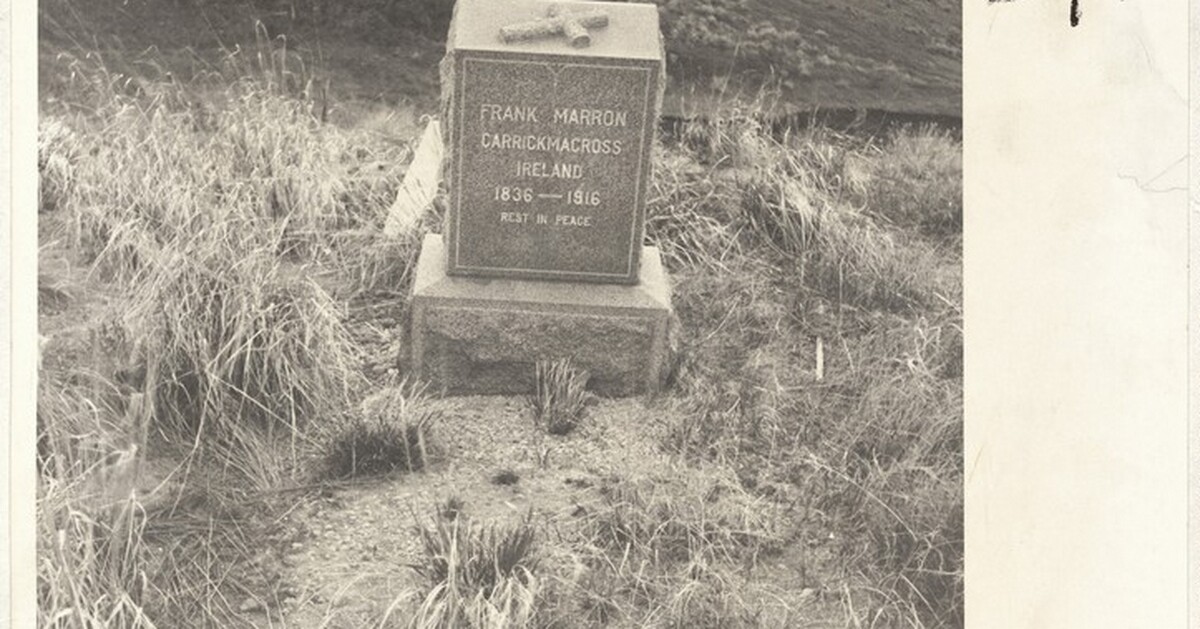 FRANK MARRON
CARRICKMACROSS
IRELAND
1836 — 1916
REST IN PEACE